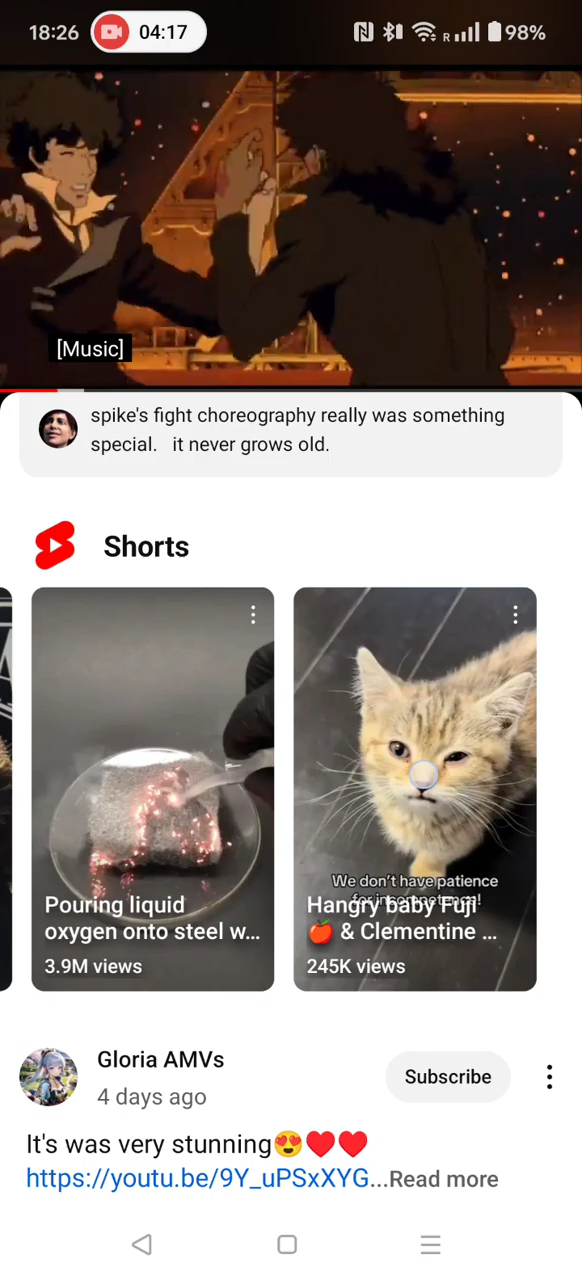 18:26
04:17
R
98%
[Music]
spike's fight choreography really was something
special. it never grows old.
Shorts
Pouring liquid
oxygen onto steel w...
3.9M views
We don't have patience
for incompetence!
Hangry baby Fuji
🍎 & Clementine ...
245K views
Gloria AMVs
4 days ago
Subscribe
It's was very stunning😍❤️❤️
https://youtu.be/9Y_uPSxXYG...Read more